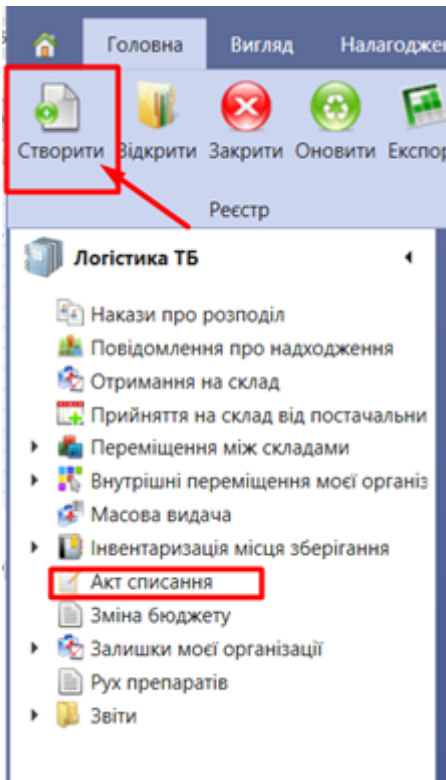 Головна Вигляд Налагоджен
Створити Відкрити Закрити Оновити Експор
Реєстр
Логістика ТБ
Накази про розподіл
Повідомлення про надходження
Отримання на склад
Прийняття на склад від постачальни
Переміщення між складами
Внутрішні переміщення моєї організ
Масова видача
Інвентаризація місця зберігання
Акт списання
Зміна бюджету
Залишки моєї організації
Рух препаратів
Звіти